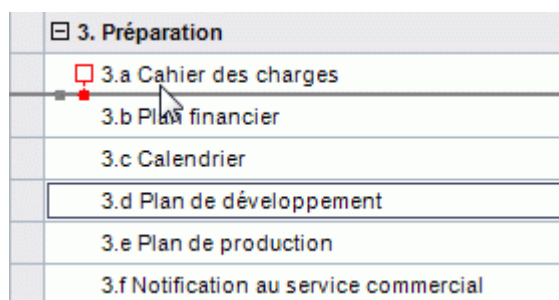 3. Préparation
3.a Cahier des charges
3.b Plan financier
3.c Calendrier
3.d Plan de développement
3.e Plan de production
3.f Notification au service commercial